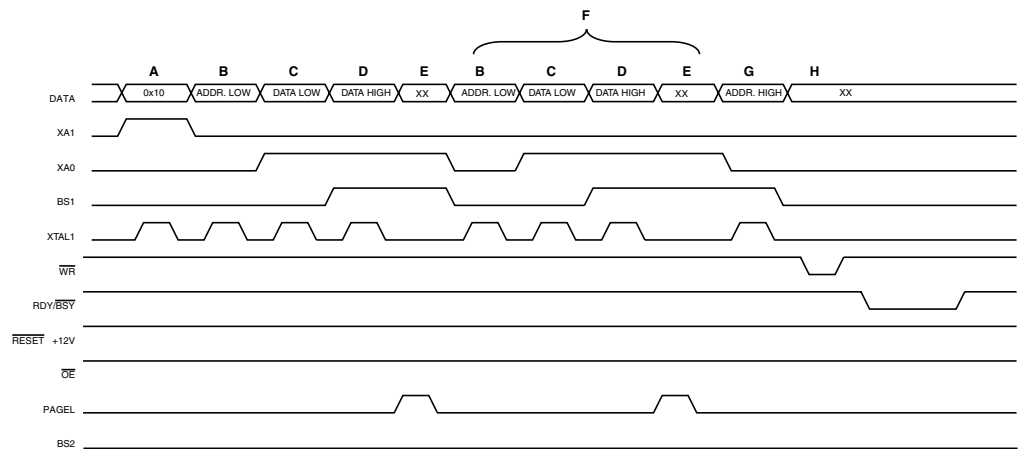 F
A B C D E B C D E G H
DATA 0x10 ADDR. LOW DATA LOW DATA HIGH XX ADDR. LOW DATA LOW DATA HIGH XX ADDR. HIGH XX
XA1
XA0
BS1
XTAL1
WR
RDY/BSY
RESET +12V
OE
PAGEL
BS2